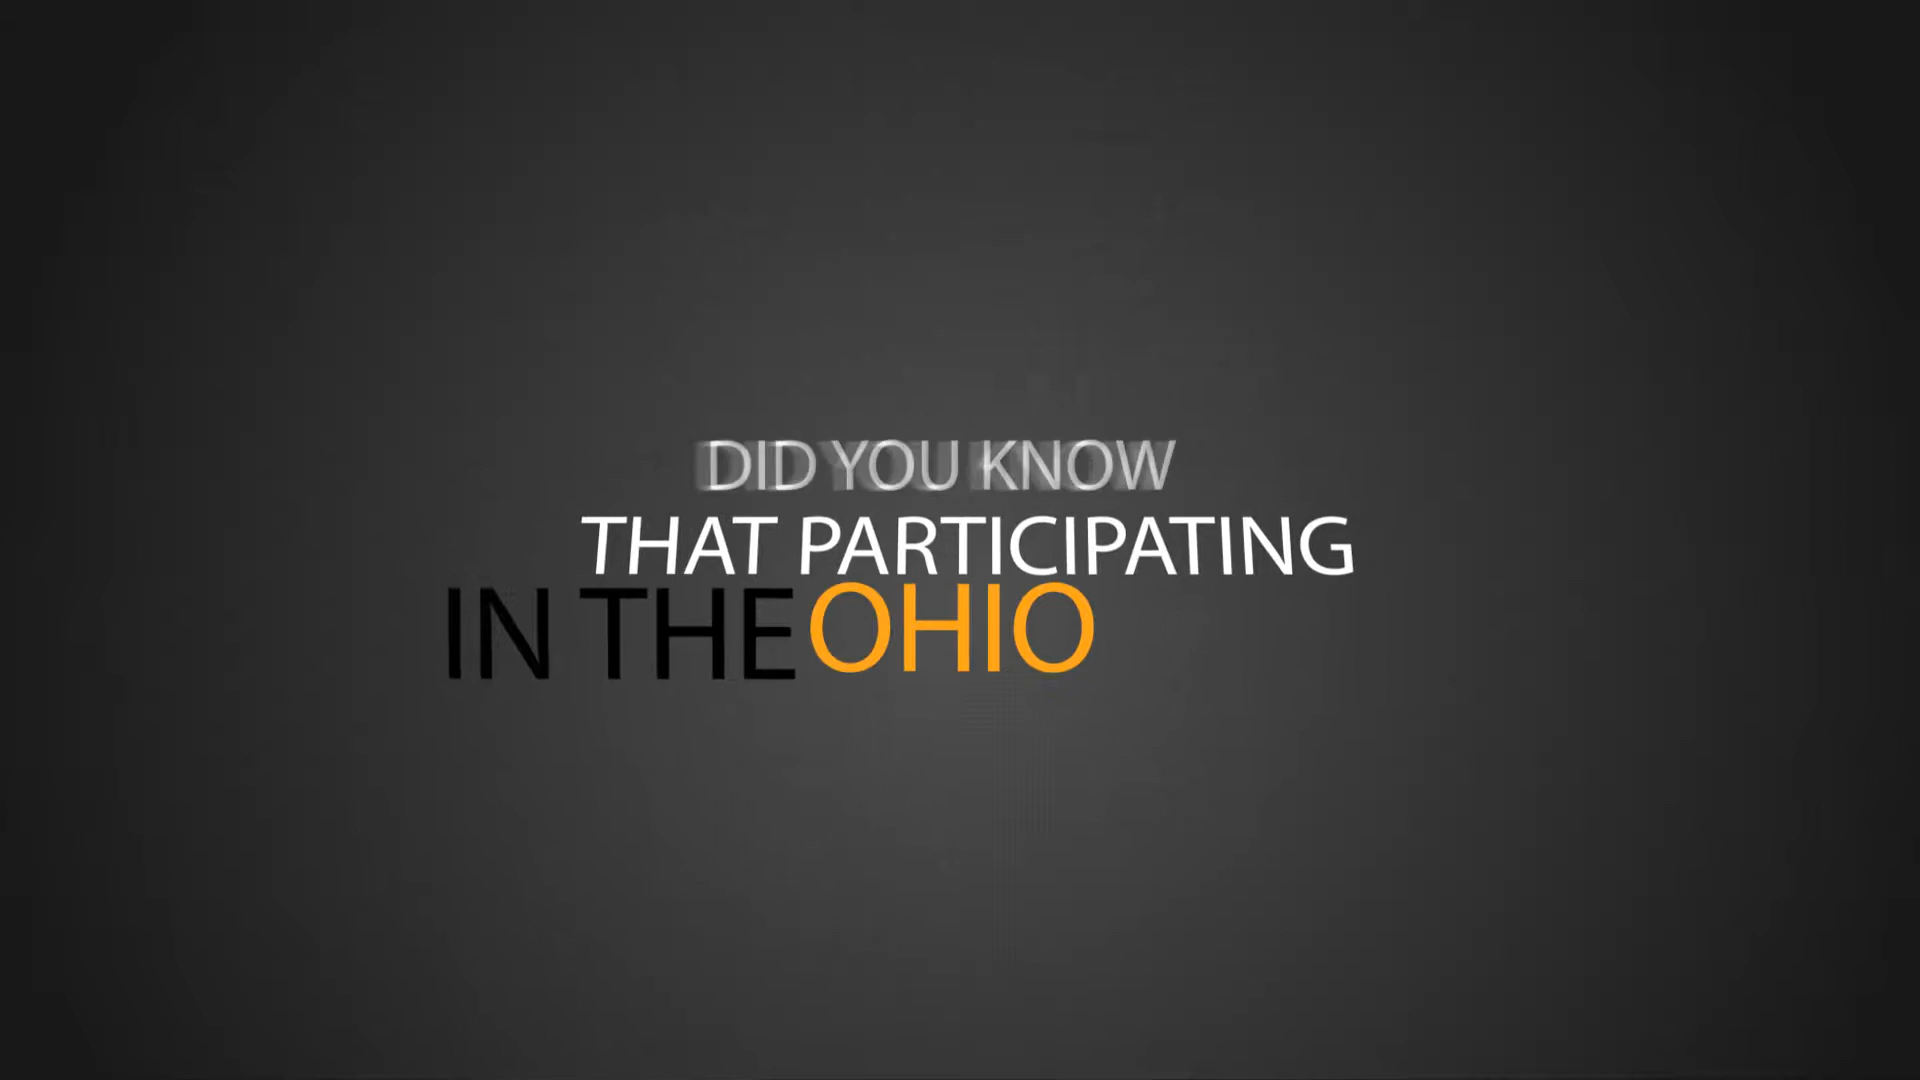 DID YOU KNOW
THAT PARTICIPATING
IN THE OHIO